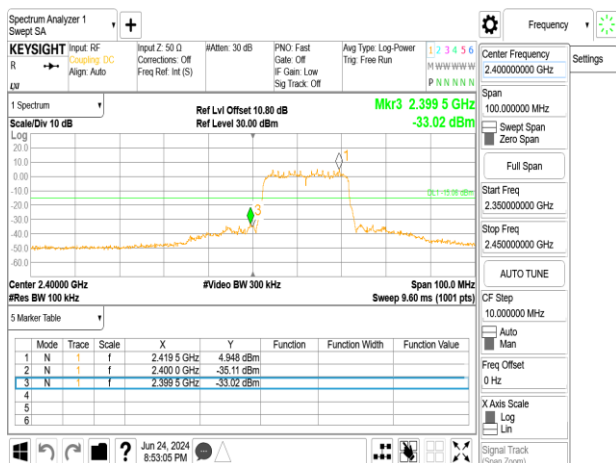 Spectrum Analyzer 1
Swept SA
Frequency
Settings
KEYSIGHT
R
Input: RF
Coupling: DC
Align: Auto
Input Z: 50 Ω
Corrections: Off
Freq Ref: Int (S)
#Atten: 30 dB
PNO: Fast
Gate: Off
IF Gain: Low
Sig Track: Off
Avg Type: Log-Power
Trig: Free Run
1 2 3 4 5 6
M W W W W W
P N N N N N
1 Spectrum
Scale/Div 10 dB
Ref Lvl Offset 10.80 dB
Ref Level 30.00 dBm
Mkr3 2.399 5 GHz
-33.02 dBm
Log
20.0
10.0
0.00
-10.0
-20.0
-30.0
-40.0
-50.0
-60.0
1
3
Center 2.40000 GHz
#Res BW 100 kHz
#Video BW 300 kHz
Span 100.0 MHz
Sweep 9.60 ms (1001 pts)
5 Marker Table
Mode Trace Scale X Y Function Function Width Function Value
1 N 1 f 2.419 5 GHz 4.948 dBm
2 N 1 f 2.400 0 GHz -35.11 dBm
3 N 1 f 2.399 5 GHz -33.02 dBm
4
5
6
Jun 24, 2024
8:53:05 PM
Center Frequency
2.400000000 GHz
Span
100.000000 MHz
Swept Span
Zero Span
Full Span
Start Freq
2.350000000 GHz
Stop Freq
2.450000000 GHz
AUTO TUNE
CF Step
10.000000 MHz
Auto
Man
Freq Offset
0 Hz
X Axis Scale
Log
Lin
Signal Track
(Span Zoom)